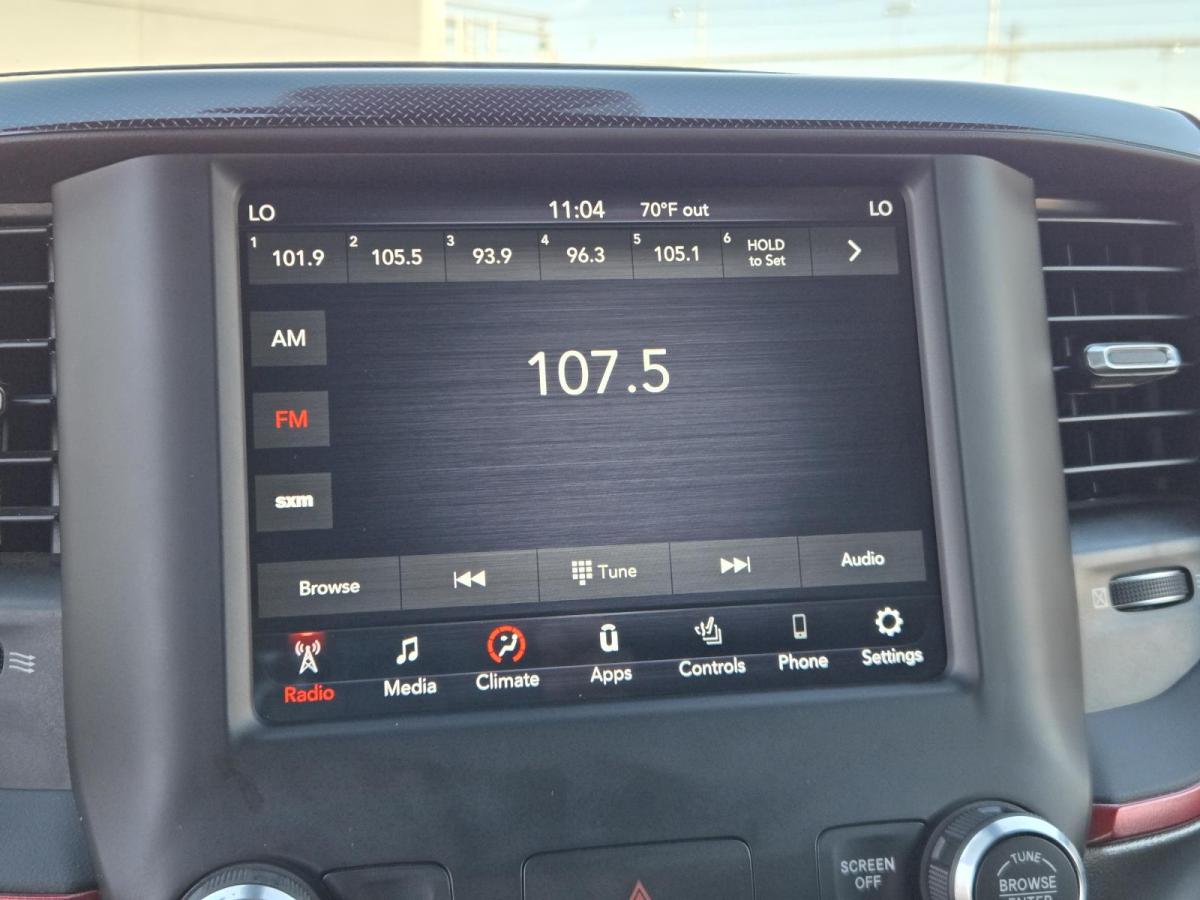 LO 11:04 70°F out LO
1 101.9 2 105.5 3 93.9 4 96.3 5 105.1 6 HOLD
to Set
AM
107.5
FM
sxm
Browse Tune Audio
Radio Media Climate Apps Controls Phone Settings
SCREEN
OFF
TUNE
BROWSE
ENTER